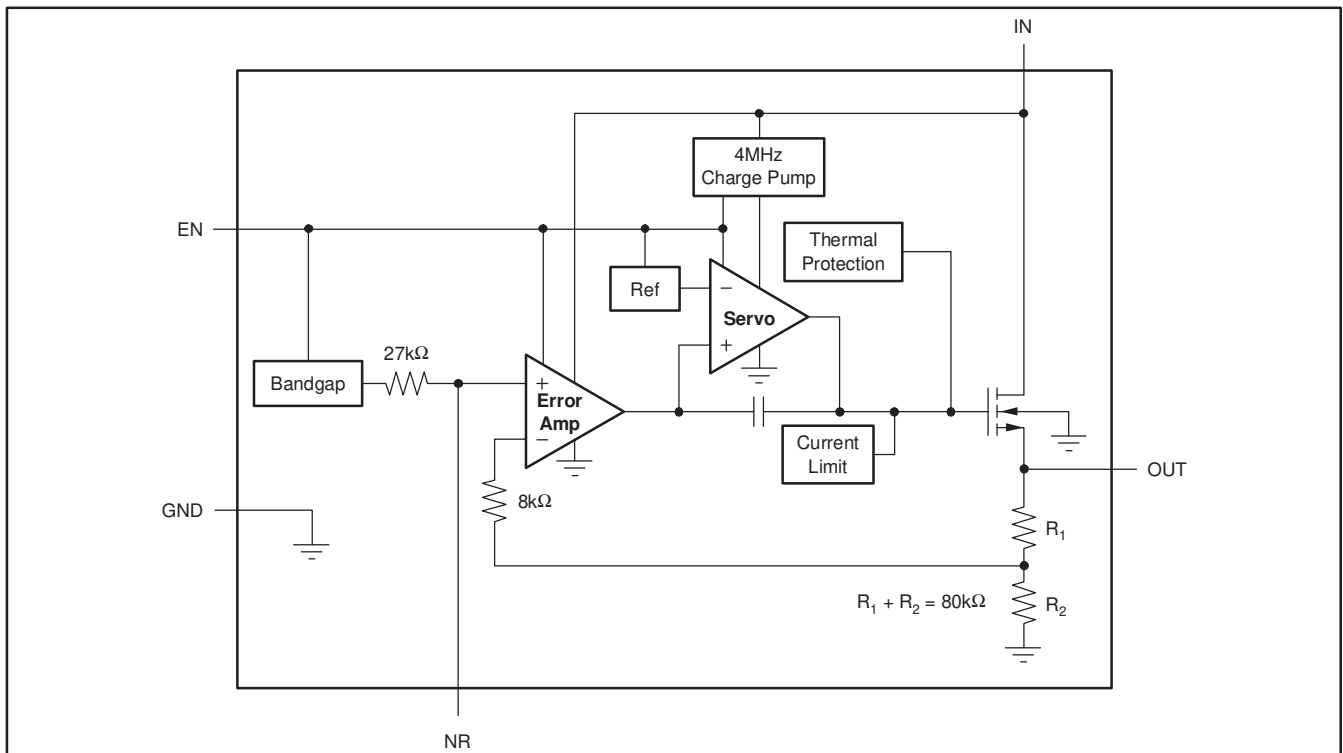 IN
4MHz
Charge Pump
EN
Thermal
Protection
Ref
−
Servo
+
27kΩ
Bandgap
+
Error
Amp
−
Current
Limit
OUT
8kΩ
GND
R1
R1 + R2 = 80kΩ
R2
NR